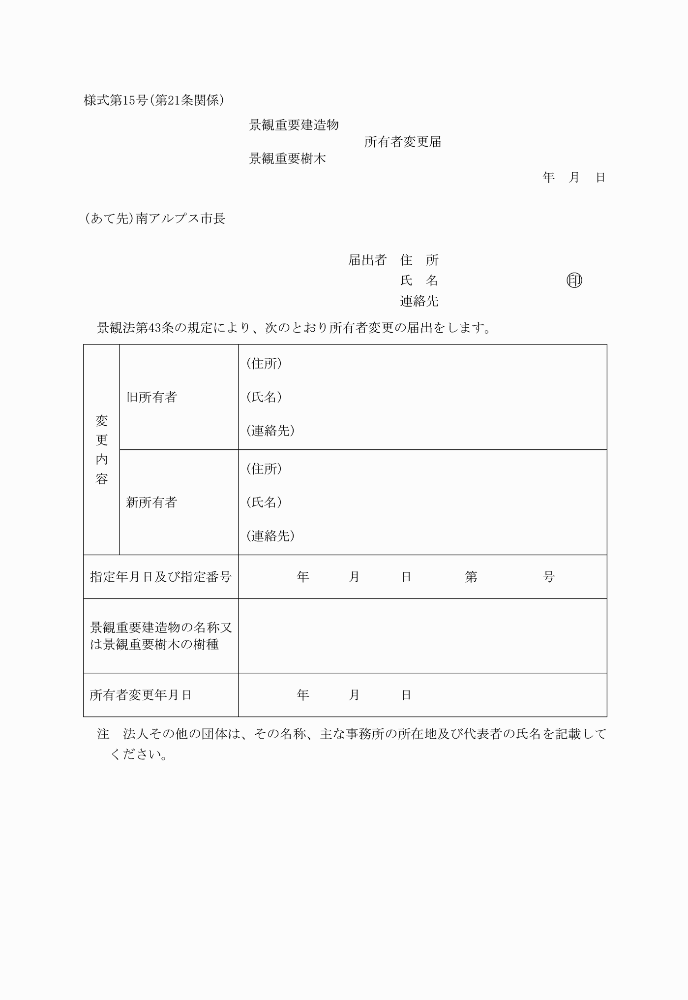 様式第15号(第21条関係)
景観重要建造物
所有者変更届
景観重要樹木
年　月　日
(あて先)南アルプス市長
届出者　住　所
氏　名　㊞
連絡先
景観法第43条の規定により、次のとおり所有者変更の届出をします。
変更内容
旧所有者
(住所)
(氏名)
(連絡先)
新所有者
(住所)
(氏名)
(連絡先)
指定年月日及び指定番号　年　月　日　第　号
景観重要建造物の名称又
は景観重要樹木の樹種
所有者変更年月日　年　月　日
注　法人その他の団体は、その名称、主な事務所の所在地及び代表者の氏名を記載して
ください。